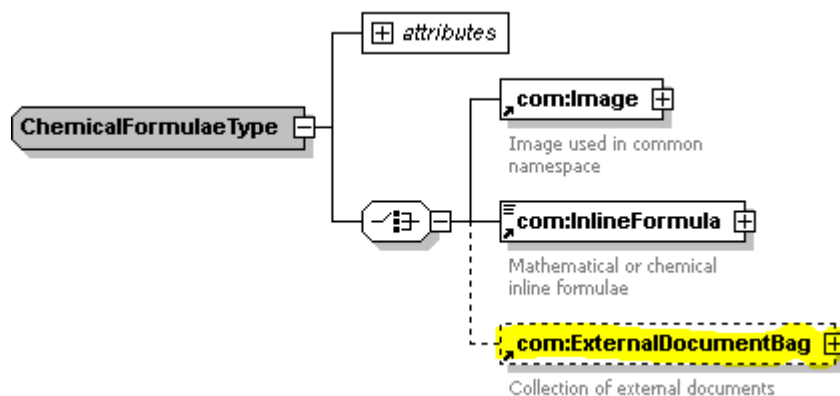 attributes
ChemicalFormulaeType
com:Image
Image used in common
namespace
com:InlineFormula
Mathematical or chemical
inline formulae
com:ExternalDocumentBag
Collection of external documents